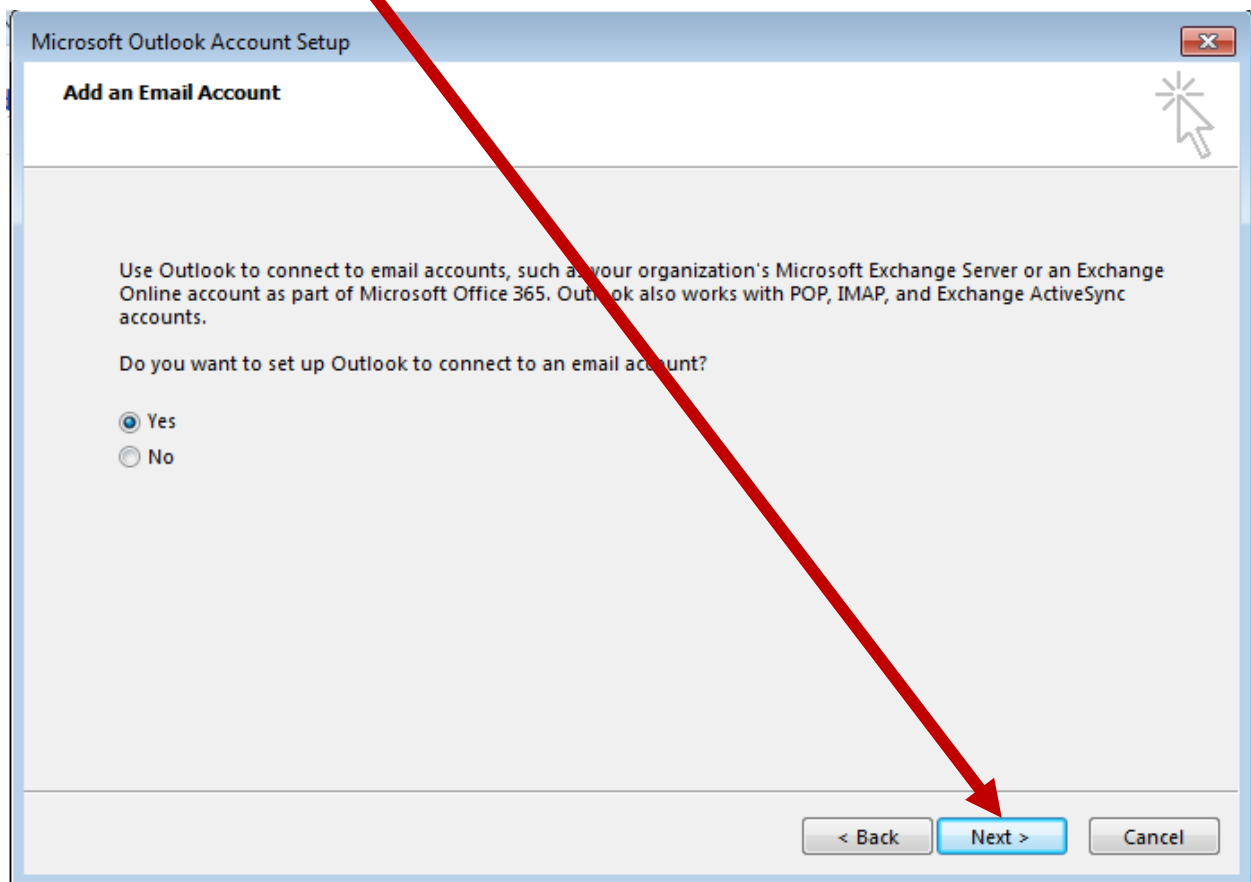 Microsoft Outlook Account Setup
Add an Email Account
Use Outlook to connect to email accounts, such as your organization's Microsoft Exchange Server or an Exchange
Online account as part of Microsoft Office 365. Outlook also works with POP, IMAP, and Exchange ActiveSync
accounts.
Do you want to set up Outlook to connect to an email account?
Yes
No
< Back Next > Cancel